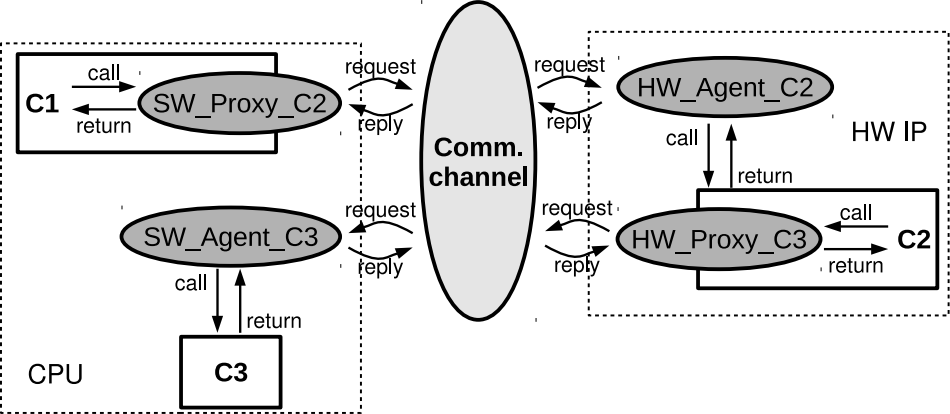 call
C1
SW_Proxy_C2
return
request
reply
Comm.
channel
request
reply
HW_Agent_C2
call
return
HW IP
SW_Agent_C3
request
reply
call
return
C3
CPU
request
reply
HW_Proxy_C3
call
C2
return